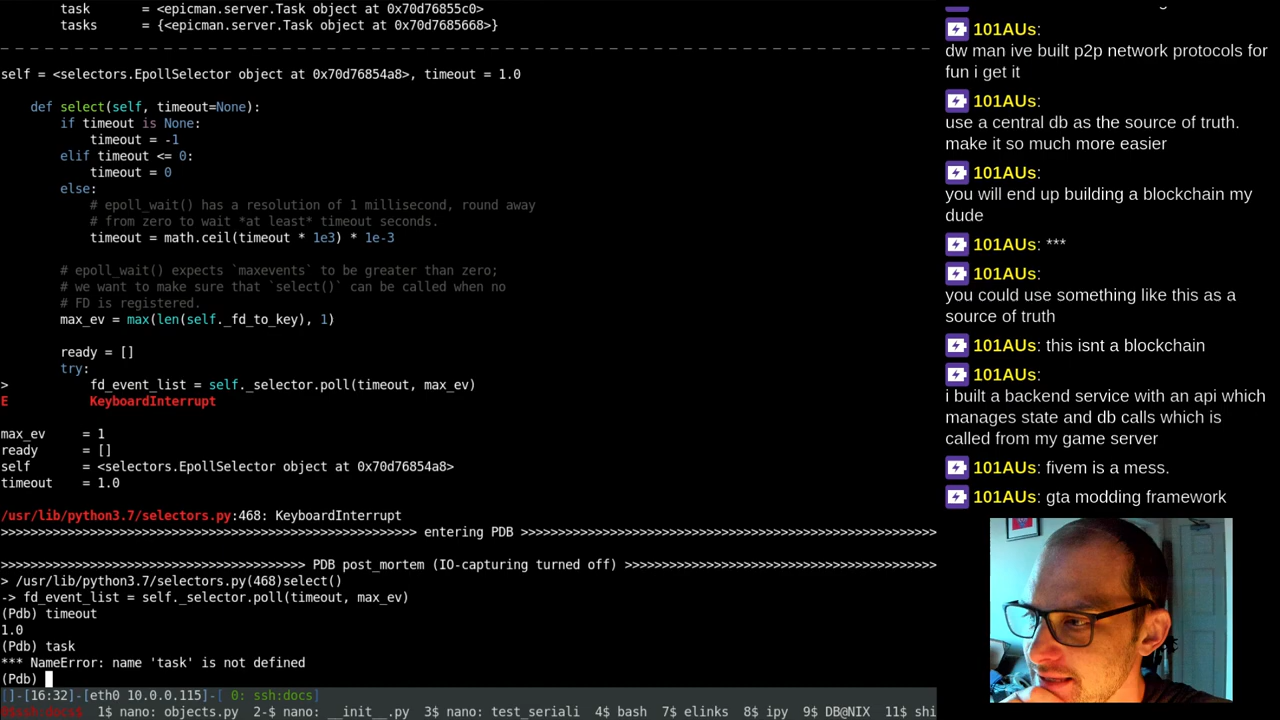 task       = <epicman.server.Task object at 0x70d76855c0>
tasks      = {<epicman.server.Task object at 0x70d7685668>}
self = <selectors.EpollSelector object at 0x70d76854a8>, timeout = 1.0
def select(self, timeout=None):
if timeout is None:
timeout = -1
elif timeout <= 0:
timeout = 0
else:
# epoll_wait() has a resolution of 1 millisecond, round away
# from zero to wait *at least* timeout seconds.
timeout = math.ceil(timeout * 1e3) * 1e-3
# epoll_wait() expects `maxevents` to be greater than zero;
# we want to make sure that `select()` can be called when no
# FD is registered.
max_ev = max(len(self._fd_to_key), 1)
ready = []
try:
>           fd_event_list = self._selector.poll(timeout, max_ev)
E           KeyboardInterrupt
max_ev     = 1
ready      = []
self       = <selectors.EpollSelector object at 0x70d76854a8>
timeout    = 1.0
/usr/lib/python3.7/selectors.py:468: KeyboardInterrupt
>>>>>>>>>>>>>>>>>>>>>>>>>>>>>>>>>>>>>>>>>>>>>>>>>>>>>>>> entering PDB >>>>>>>>>>>>>>>>>>>>>>>>>>>>>>>>>>>>>>>>>>>>>>>>>>>>>>>>
>>>>>>>>>>>>>>>>>>>>>>>>>>>>>>>>>>>>>>>>> PDB post_mortem (IO-capturing turned off) >>>>>>>>>>>>>>>>>>>>>>>>>>>>>>>>>>>>>>>>>>
> /usr/lib/python3.7/selectors.py(468)select()
-> fd_event_list = self._selector.poll(timeout, max_ev)
(Pdb) timeout
1.0
(Pdb) task
*** NameError: name 'task' is not defined
(Pdb)
[]-[16:32]-[eth0 10.0.0.115]-[ 0: ssh:docs]
0$ssh:docs$  1$ nano: objects.py  2-$ nano: __init__.py  3$ nano: test_seriali  4$ bash  7$ elinks  8$ ipy  9$ DB@NIX  11$ shi
101AUs:
dw man ive built p2p network protocols for
fun i get it
101AUs:
use a central db as the source of truth.
make it so much more easier
101AUs:
you will end up building a blockchain my
dude
101AUs: ***
101AUs:
you could use something like this as a
source of truth
101AUs: this isnt a blockchain
101AUs:
i built a backend service with an api which
manages state and db calls which is
called from my game server
101AUs: fivem is a mess.
101AUs: gta modding framework